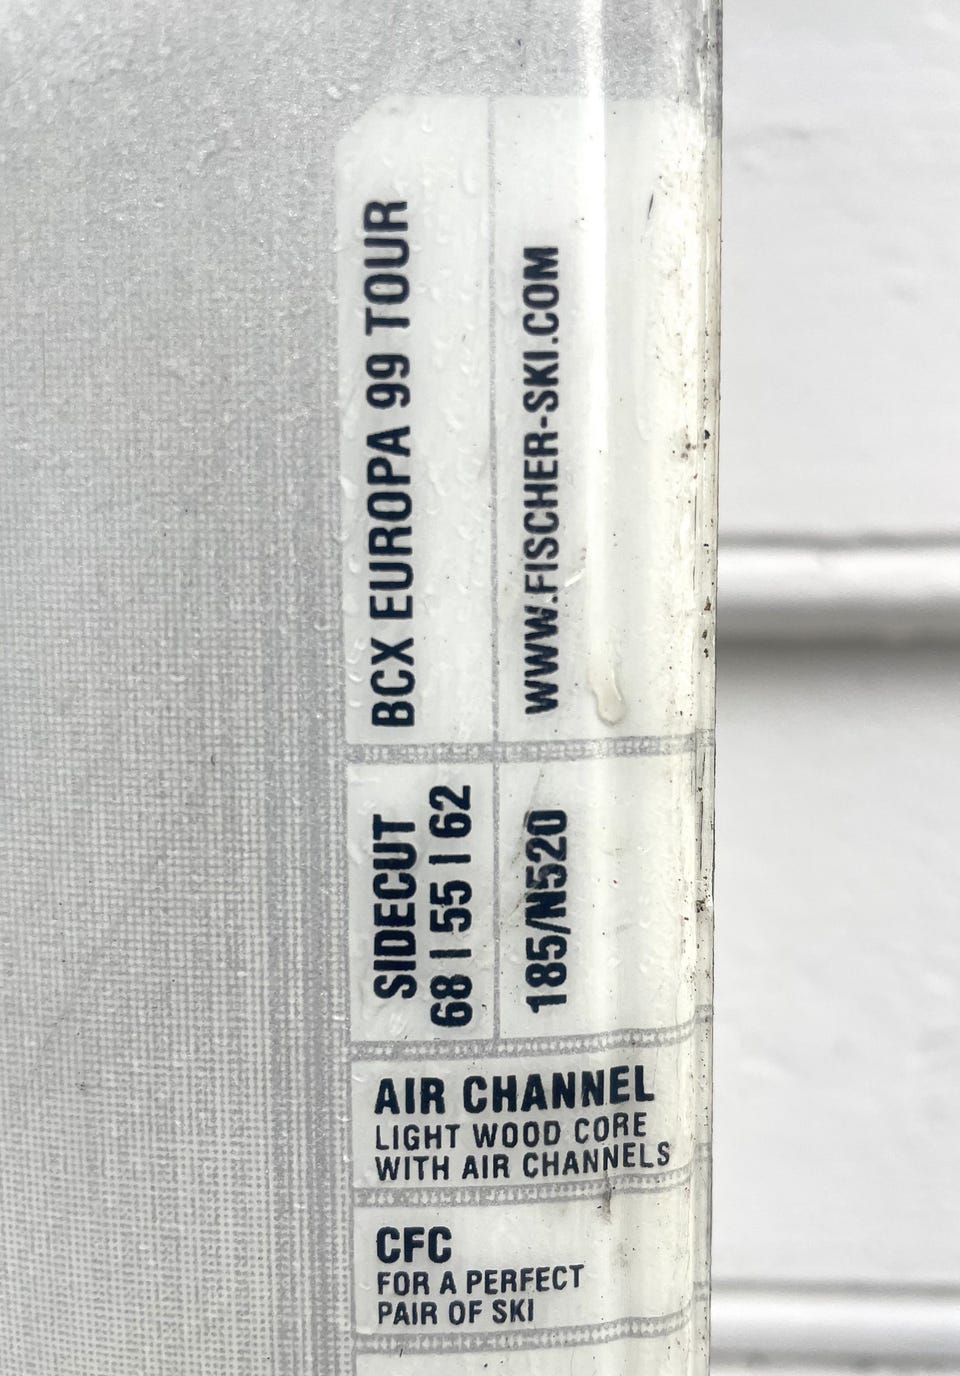 BCX EUROPA 99 TOUR
WWW.FISCHER-SKI.COM
SIDECUT
68 | 55 | 62
185/N520
AIR CHANNEL
LIGHT WOOD CORE
WITH AIR CHANNELS
CFC
FOR A PERFECT
PAIR OF SKI